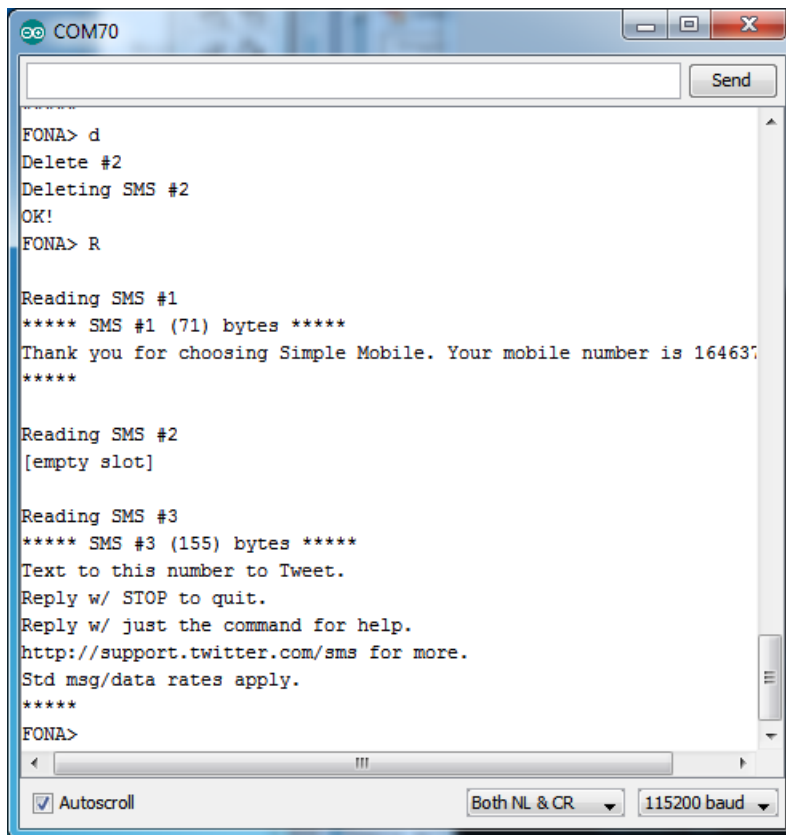 COM70
Send
FONA> d
Delete #2
Deleting SMS #2
OK!
FONA> R
Reading SMS #1
***** SMS #1 (71) bytes *****
Thank you for choosing Simple Mobile. Your mobile number is 164637
*****
Reading SMS #2
[empty slot]
Reading SMS #3
***** SMS #3 (155) bytes *****
Text to this number to Tweet.
Reply w/ STOP to quit.
Reply w/ just the command for help.
http://support.twitter.com/sms for more.
Std msg/data rates apply.
*****
FONA>
Autoscroll
Both NL & CR
115200 baud